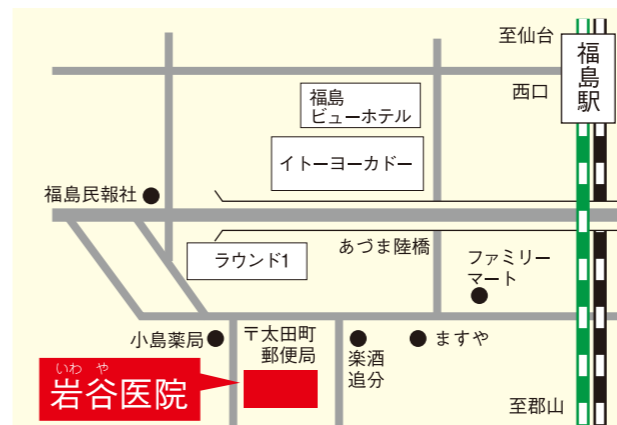 至仙台
福島駅
西口
福島
ビューホテル
イトーヨーカドー
福島民報社
あづま陸橋
ラウンド1
ファミリー
マート
小島薬局
〒太田町
郵便局
楽酒
追分
ますや
いわ や
岩谷医院
至郡山